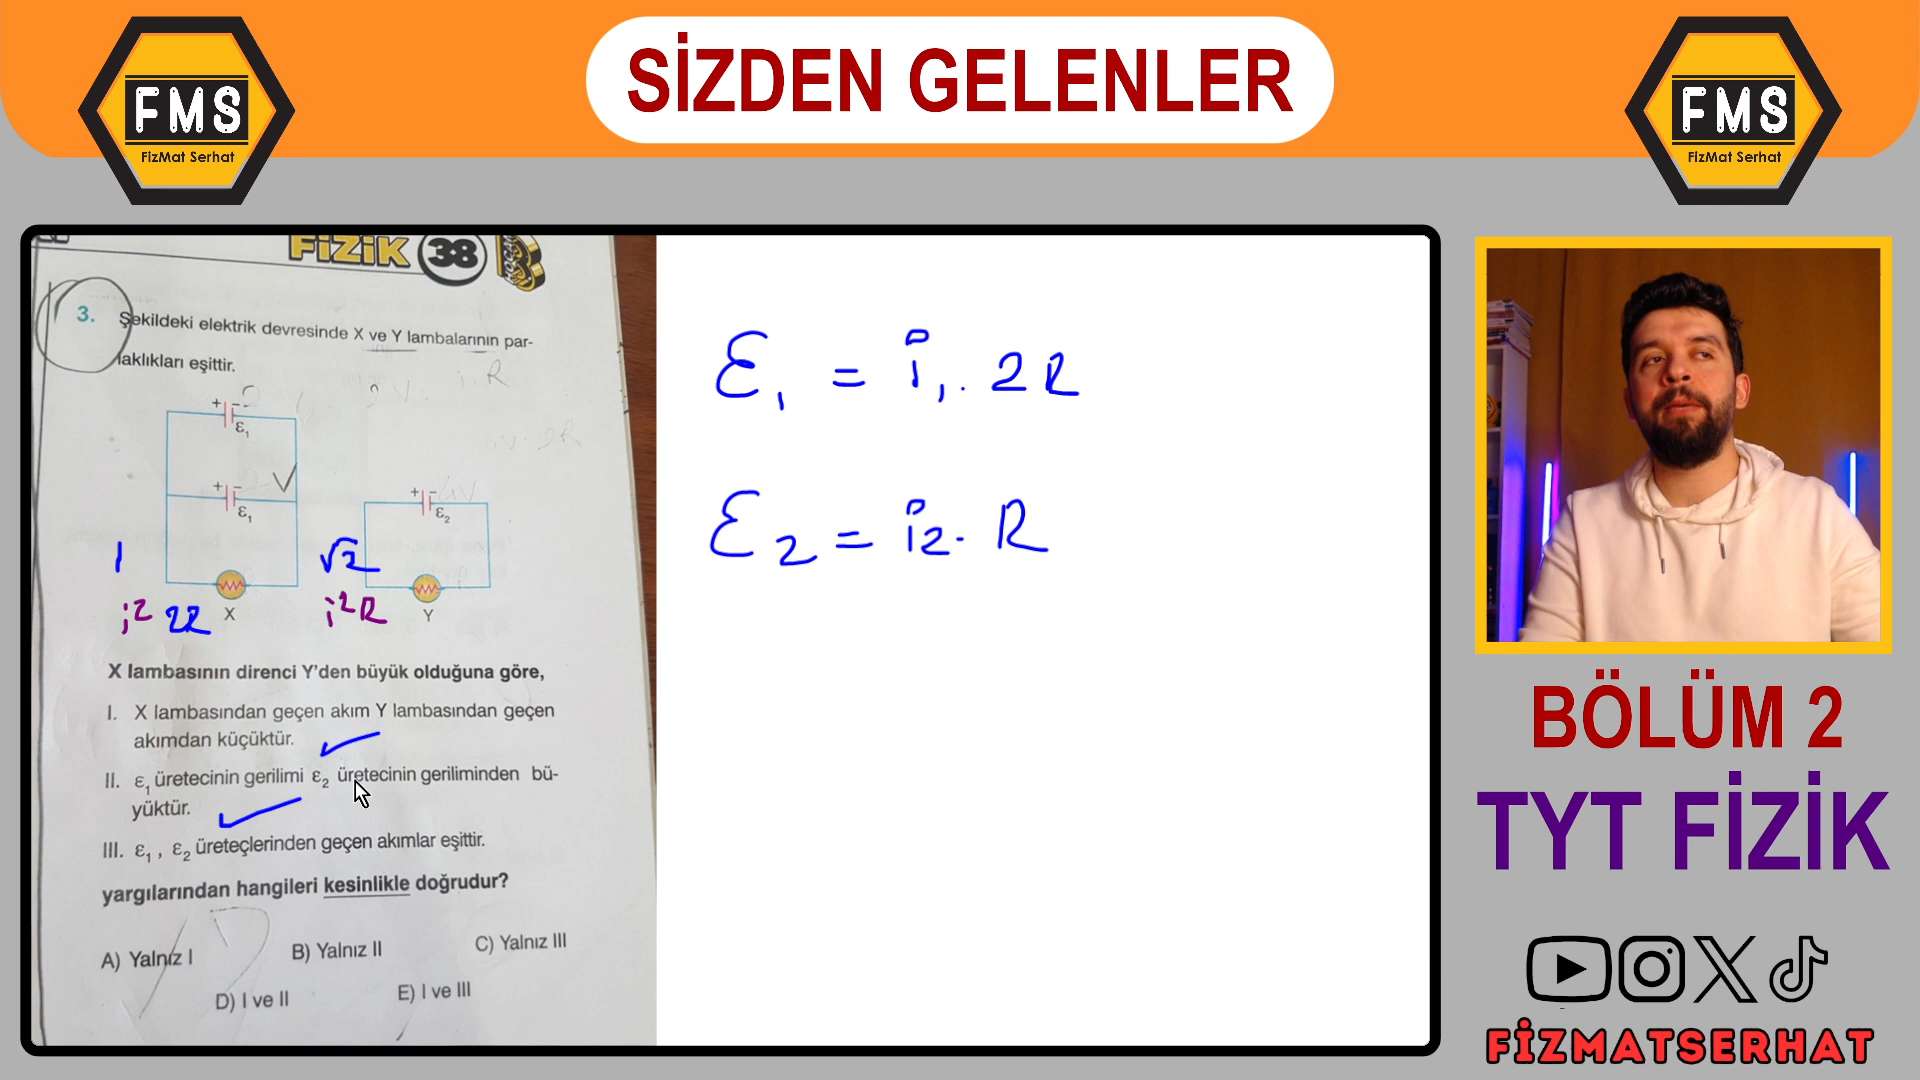 SİZDEN GELENLER
FMS
FizMat Serhat
FMS
FizMat Serhat
FİZİK 38
3. Şekildeki elektrik devresinde X ve Y lambalarının par-
laklıkları eşittir.
i.R
+ -
ε1
+ -
ε1
+ -
ε2
1
√2
i² 2R
X
i²R
Y
X lambasının direnci Y'den büyük olduğuna göre,
I. X lambasından geçen akım Y lambasından geçen
akımdan küçüktür.
II. ε1 üretecinin gerilimi ε2 üretecinin geriliminden bü-
yüktür.
III. ε1 , ε2 üreteçlerinden geçen akımlar eşittir.
yargılarından hangileri kesinlikle doğrudur?
A) Yalnız I
B) Yalnız II
C) Yalnız III
D) I ve II
E) I ve III
ε1 = i1. 2R
ε2 = i2. R
BÖLÜM 2
TYT FİZİK
FİZMATSERHAT